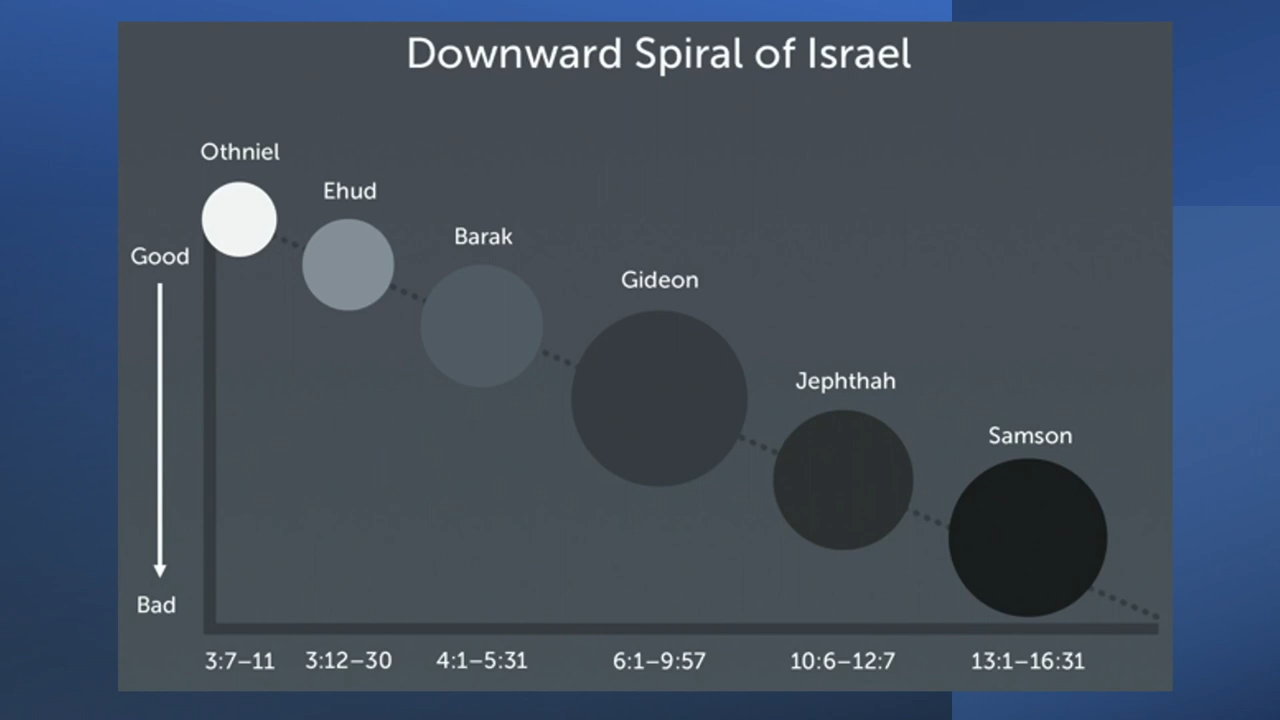 Downward Spiral of Israel
Othniel
Ehud
Barak
Gideon
Jephthah
Samson
Good
Bad
3:7–11
3:12–30
4:1–5:31
6:1–9:57
10:6–12:7
13:1–16:31